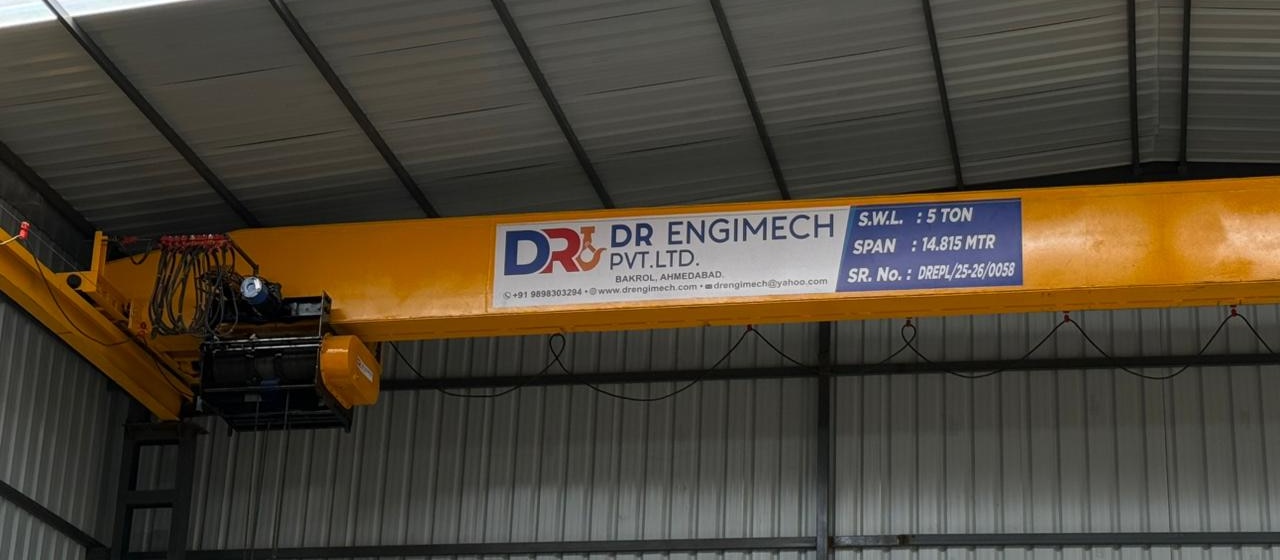 DR
DR ENGIMECH
PVT.LTD.
BAKROL, AHMEDABAD.
+91 9898303294 • www.drengimech.com • drengimech@yahoo.com
S.W.L. : 5 TON
SPAN : 14.815 MTR
SR. No. : DREPL/25-26/0058